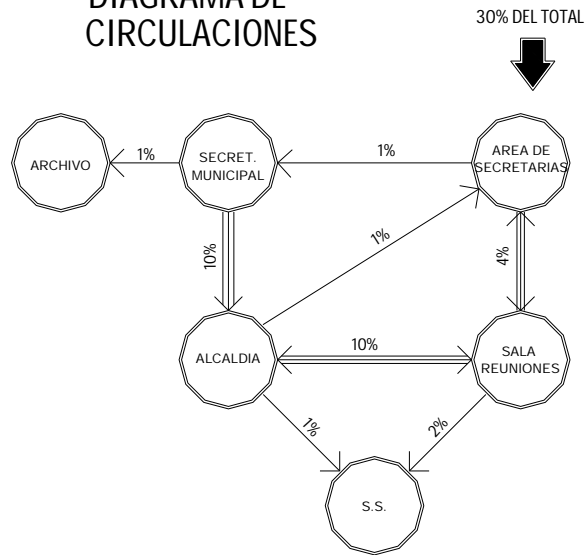 DIAGRAMA DE
CIRCULACIONES
30% DEL TOTAL
ARCHIVO
1%
SECRET.
MUNICIPAL
1%
AREA DE
SECRETARIAS
10%
1%
4%
ALCALDIA
10%
SALA
REUNIONES
1%
2%
S.S.